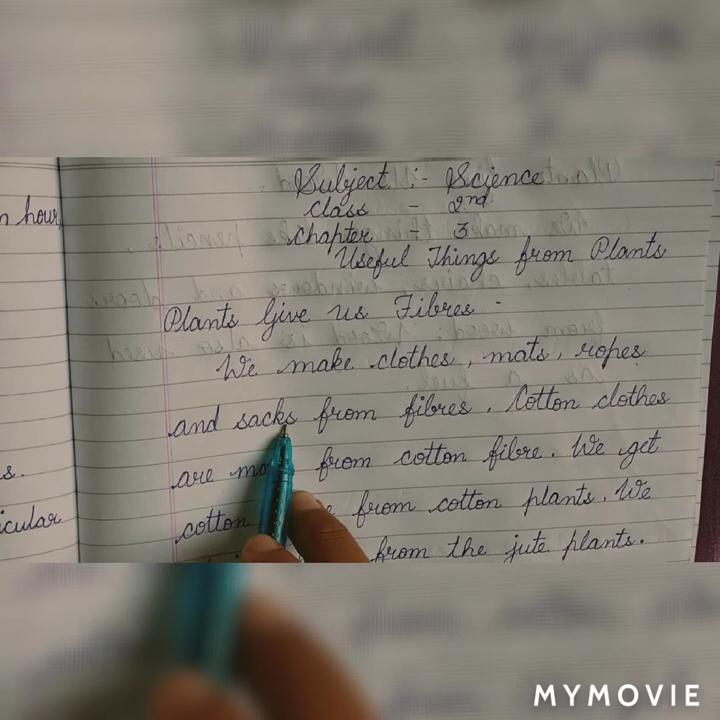 Subject :- Science
Class - 2nd
Chapter - 3
Useful Things from Plants
Plants Give us Fibres -
We make clothes, mats, ropes
and sacks from fibres. Cotton clothes
are from cotton fibre. We get
cotton from cotton plants. We
from the jute plants.
n hour,
s.
icular
MYMOVIE